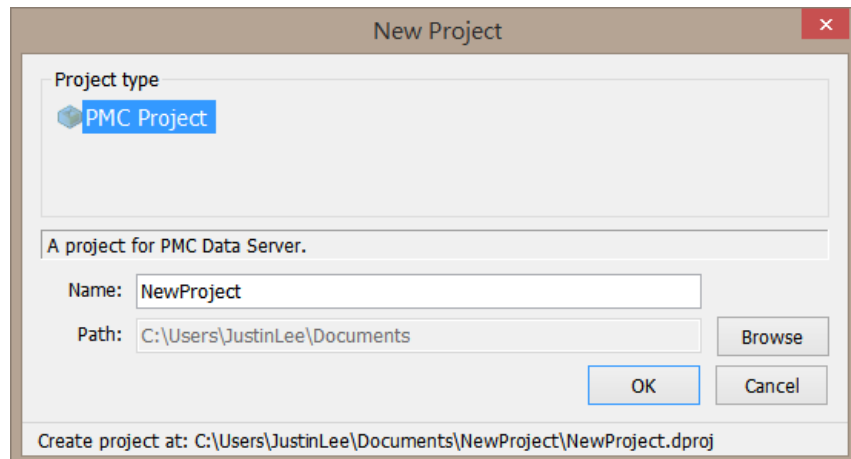 New Project
Project type
PMC Project
A project for PMC Data Server.
Name: NewProject
Path: C:\Users\JustinLee\Documents Browse
OK Cancel
Create project at: C:\Users\JustinLee\Documents\NewProject\NewProject.dproj